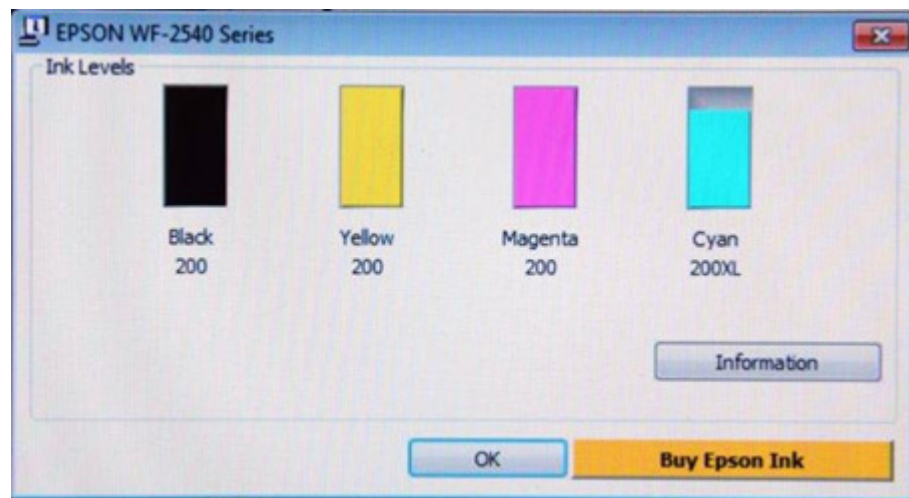 EPSON WF-2540 Series
Ink Levels
Black
200
Yellow
200
Magenta
200
Cyan
200XL
Information
OK
Buy Epson Ink